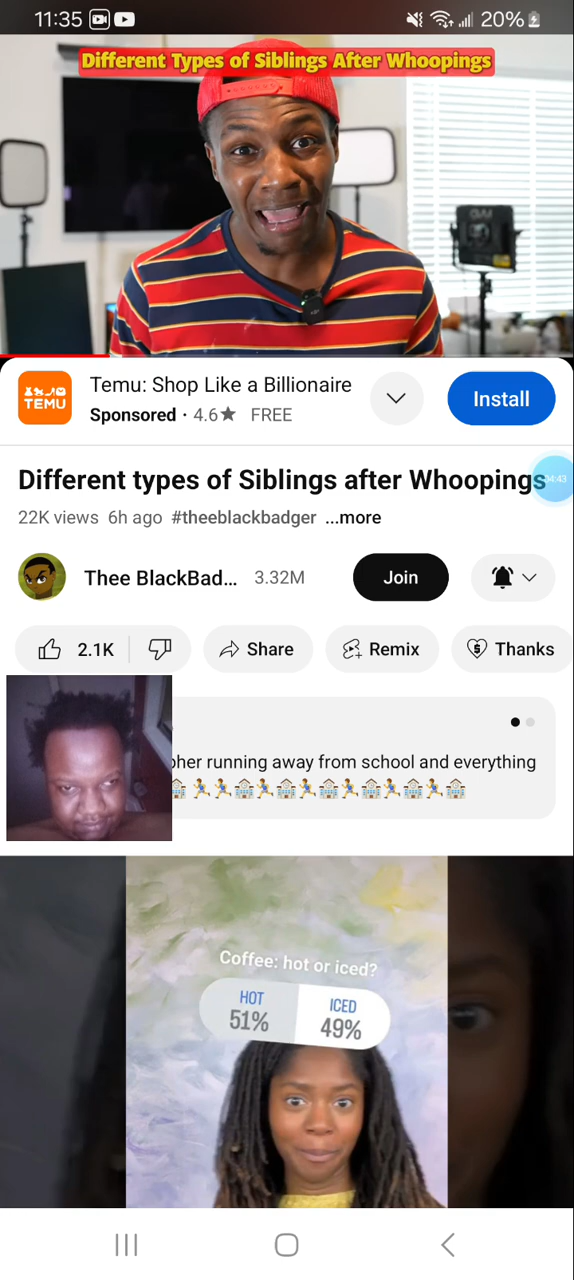 11:35
20%
Different Types of Siblings After Whoopings
TEMU
Temu: Shop Like a Billionaire
Sponsored · 4.6★ FREE
Install
Different types of Siblings after Whoopings
04:43
22K views 6h ago #theeblackbadger ...more
Thee BlackBad... 3.32M
Join
2.1K
Share
Remix
Thanks
running away from school and everything
Coffee: hot or iced?
HOT
51%
ICED
49%